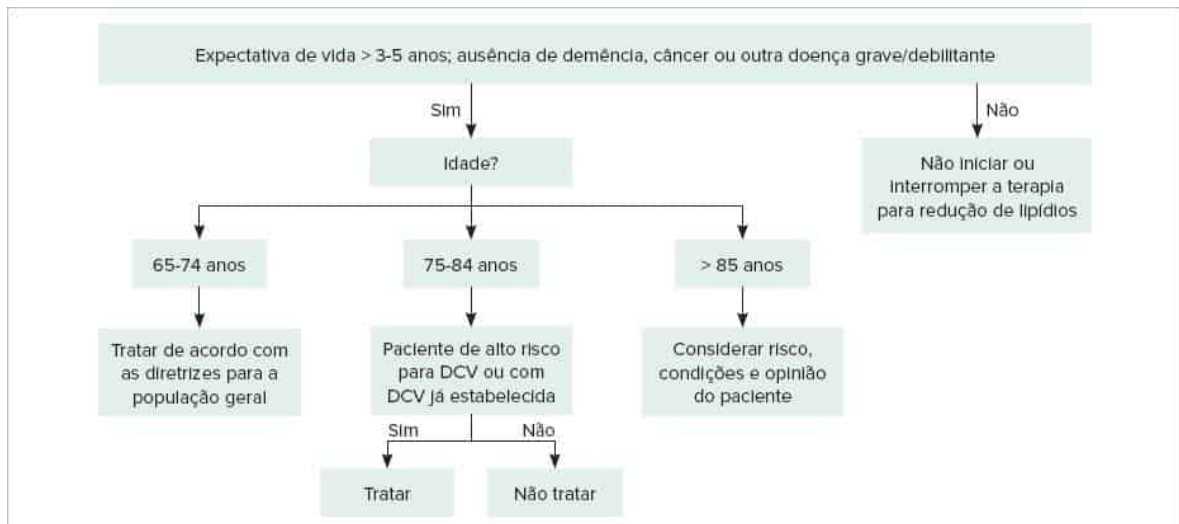 Expectativa de vida > 3-5 anos; ausência de demência, câncer ou outra doença grave/debilitante
Sim
Não
Idade?
Não iniciar ou
interromper a terapia
para redução de lipídios
65-74 anos
75-84 anos
> 85 anos
Tratar de acordo com
as diretrizes para a
população geral
Paciente de alto risco
para DCV ou com
DCV já estabelecida
Considerar risco,
condições e opinião
do paciente
Sim
Não
Tratar
Não tratar